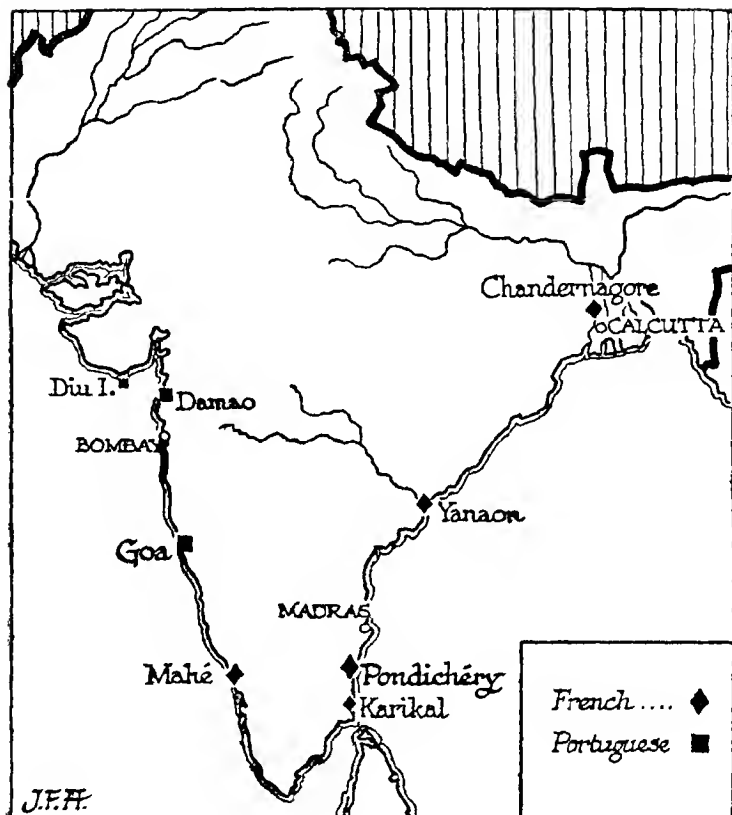 Chandernagore
CALCUTTA
Diu I.
Damao
BOMBAY
Yanaon
Goa
MADRAS
Mahé
Pondichéry
Karikal
French ....
Portuguese
J.F.H.